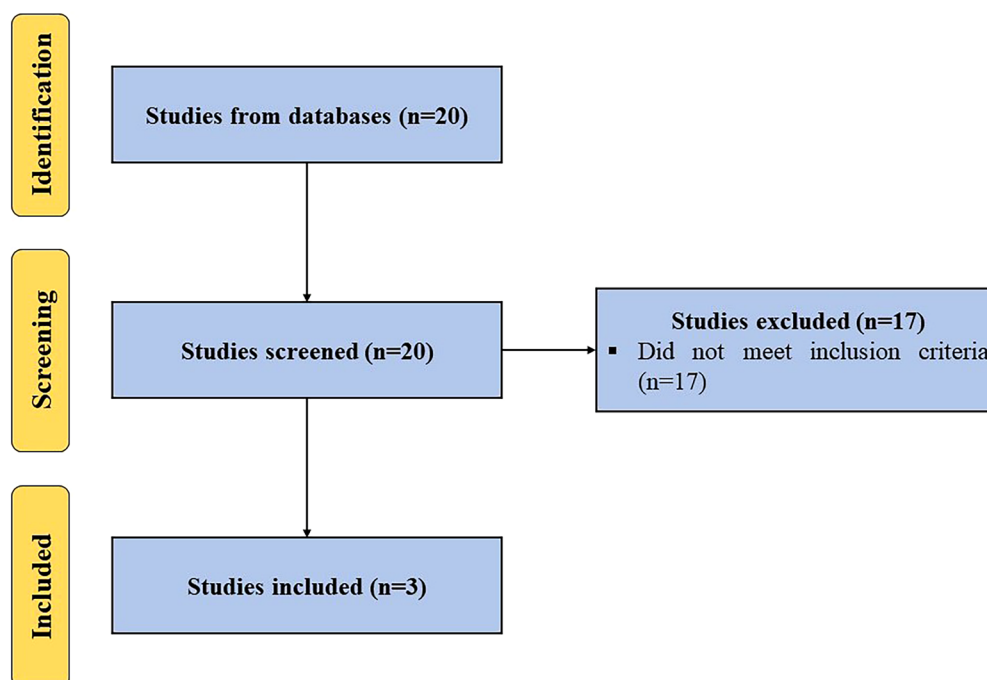 Identification
Studies from databases (n=20)
Screening
Studies screened (n=20)
Studies excluded (n=17)
▪ Did not meet inclusion criteria
(n=17)
Included
Studies included (n=3)